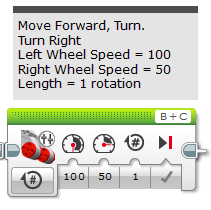 Move Forward, Turn.
Turn Right
Left Wheel Speed = 100
Right Wheel Speed = 50
Length = 1 rotation
B + C
#
# 100 50 1